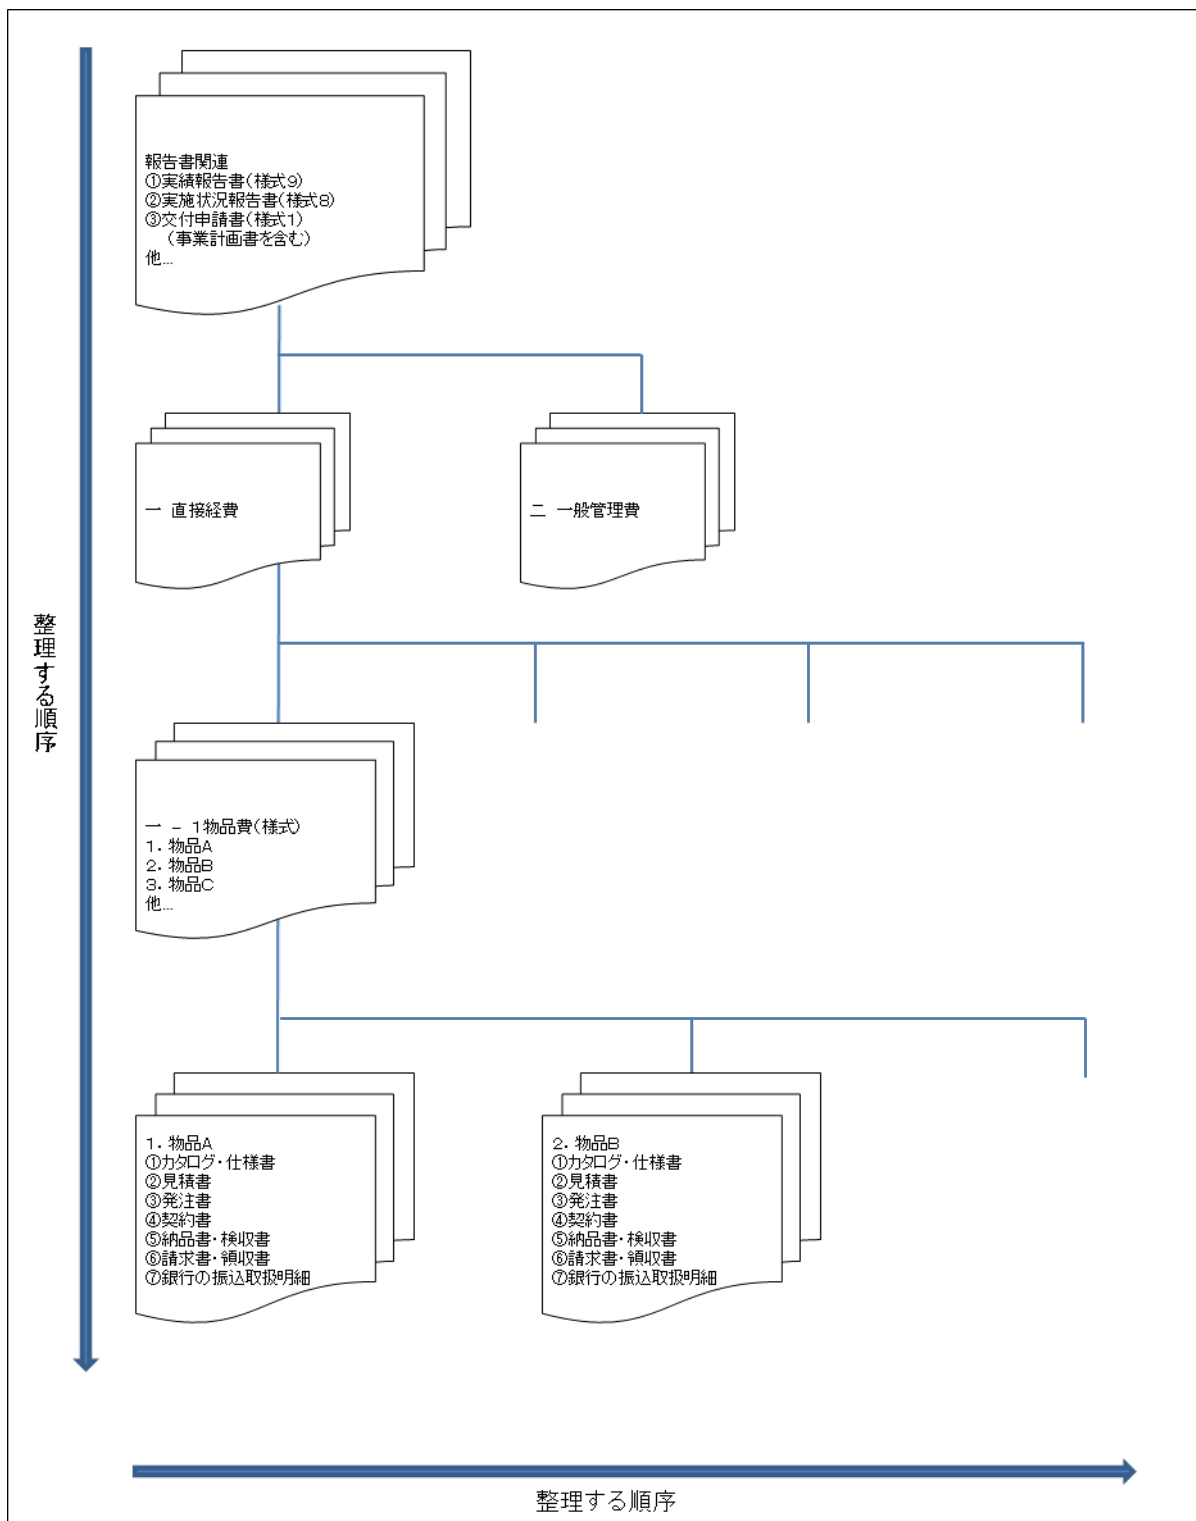 報告書関連
①実績報告書(様式9)
②実施状況報告書(様式8)
③交付申請書(様式1)
(事業計画書を含む)
他...
一 直接経費
二 一般管理費
整理する順序
一 - 1物品費(様式)
1. 物品A
2. 物品B
3. 物品C
他...
1. 物品A
①カタログ・仕様書
②見積書
③発注書
④契約書
⑤納品書・検収書
⑥請求書・領収書
⑦銀行の振込取扱明細
2. 物品B
①カタログ・仕様書
②見積書
③発注書
④契約書
⑤納品書・検収書
⑥請求書・領収書
⑦銀行の振込取扱明細
整理する順序